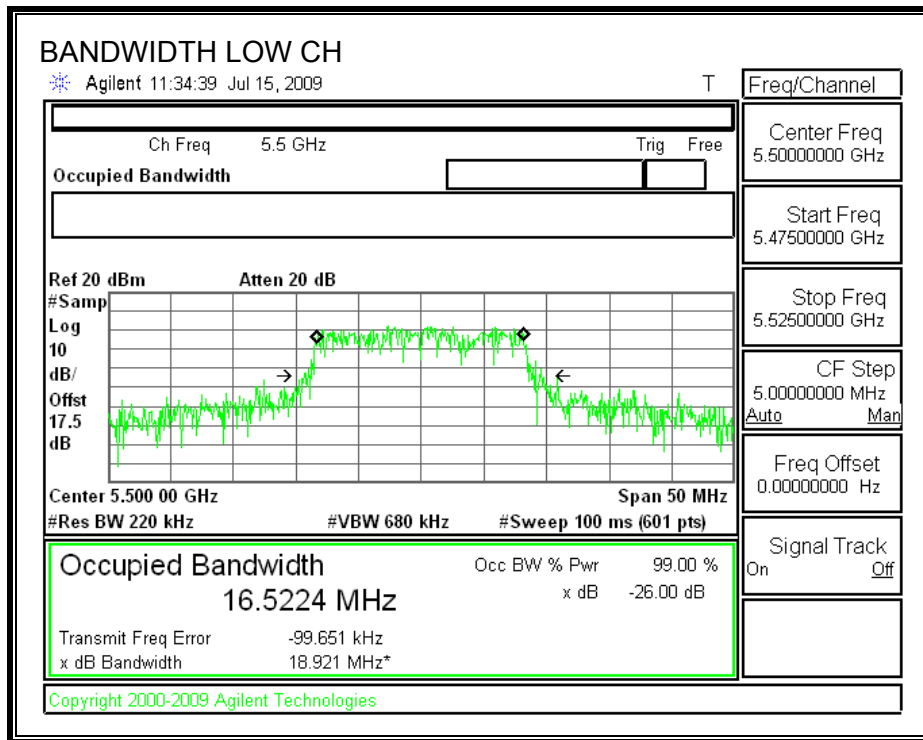 BANDWIDTH LOW CH
Agilent 11:34:39 Jul 15, 2009 T
Freq/Channel
Ch Freq 5.5 GHz Trig Free
Occupied Bandwidth
Center Freq
5.50000000 GHz
Start Freq
5.47500000 GHz
Stop Freq
5.52500000 GHz
CF Step
5.00000000 MHz
Auto Man
Freq Offset
0.00000000 Hz
Signal Track
On Off
Ref 20 dBm Atten 20 dB
#Samp
Log
10
dB/
Offst
17.5
dB
Center 5.500 00 GHz Span 50 MHz
#Res BW 220 kHz #VBW 680 kHz #Sweep 100 ms (601 pts)
Occupied Bandwidth
16.5224 MHz
Occ BW % Pwr 99.00 %
x dB -26.00 dB
Transmit Freq Error -99.651 kHz
x dB Bandwidth 18.921 MHz*
Copyright 2000-2009 Agilent Technologies